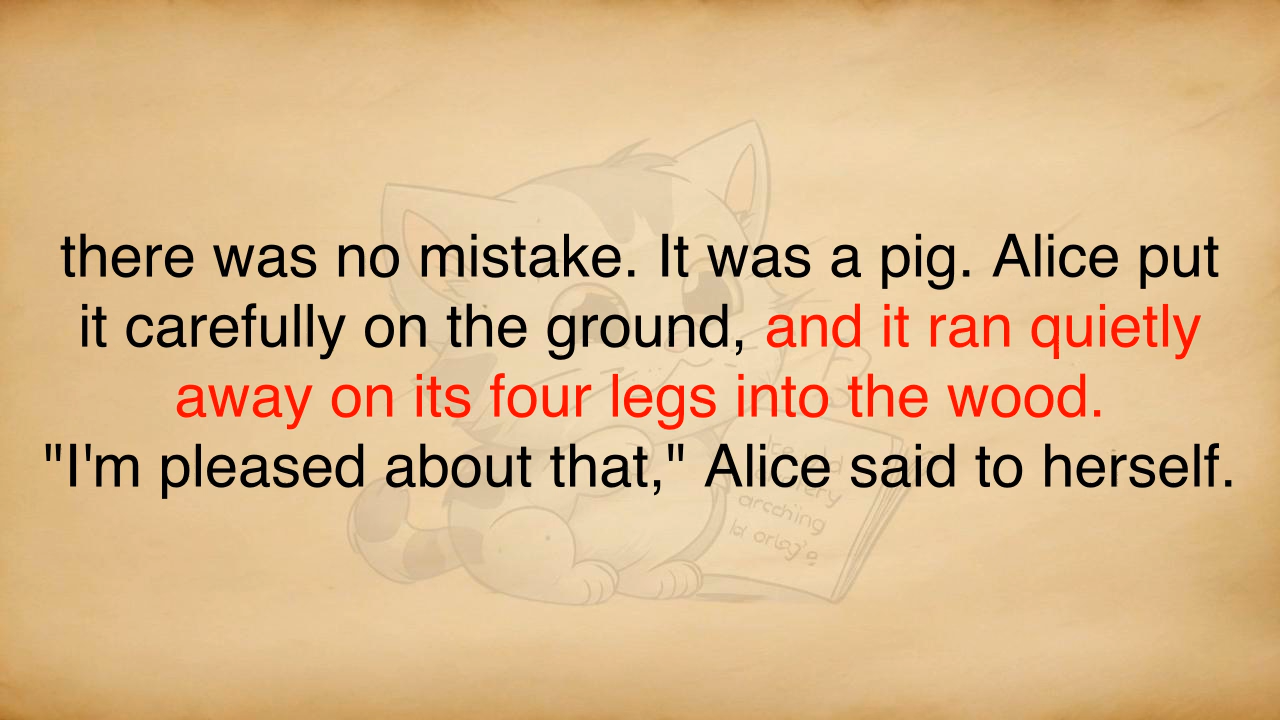 there was no mistake. It was a pig. Alice put
it carefully on the ground, and it ran quietly
away on its four legs into the wood.
"I'm pleased about that," Alice said to herself.